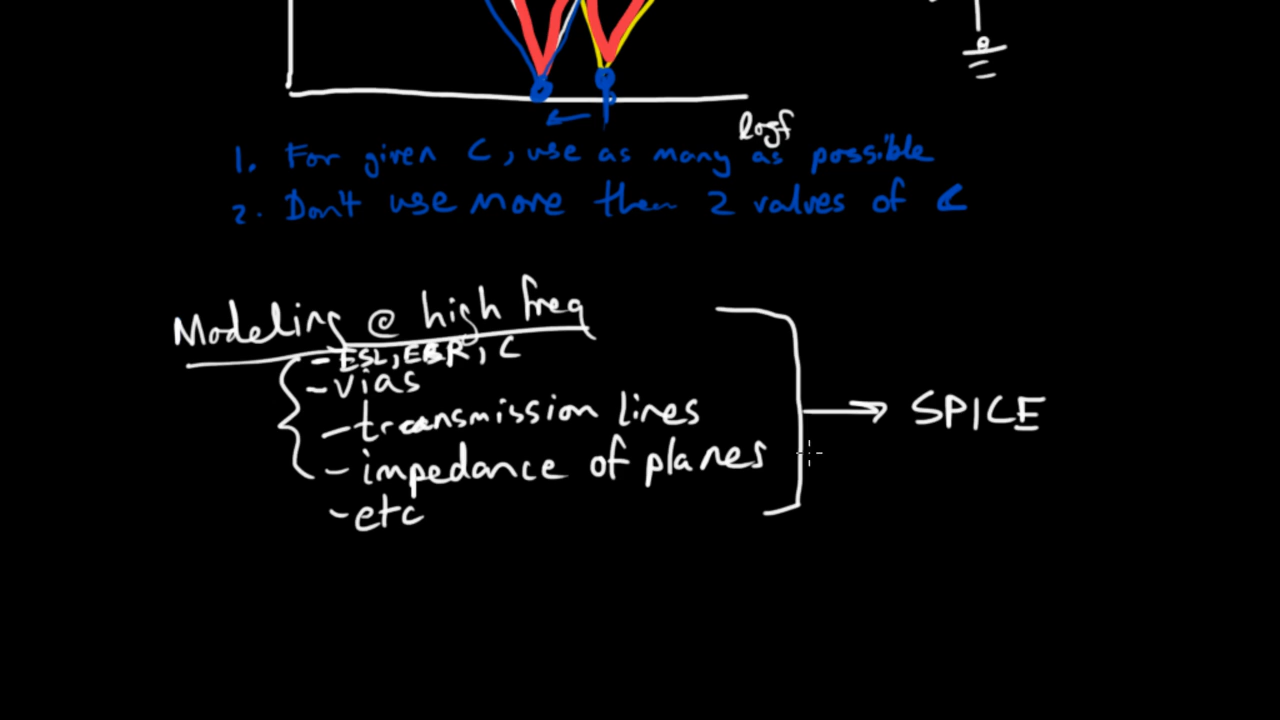 logf
1. For given C, use as many as possible
2. Don't use more then 2 values of C
Modeling @ high freq
- ESL, ESR, C
- vias
- transmission lines
- impedance of planes
- etc
SPICE